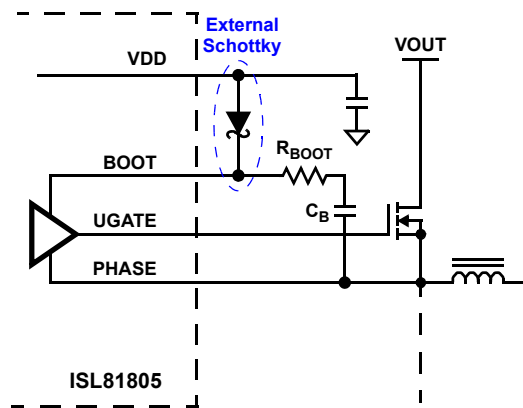 External
Schottky
VDD
VOUT
BOOT
RBOOT
CB
UGATE
PHASE
ISL81805